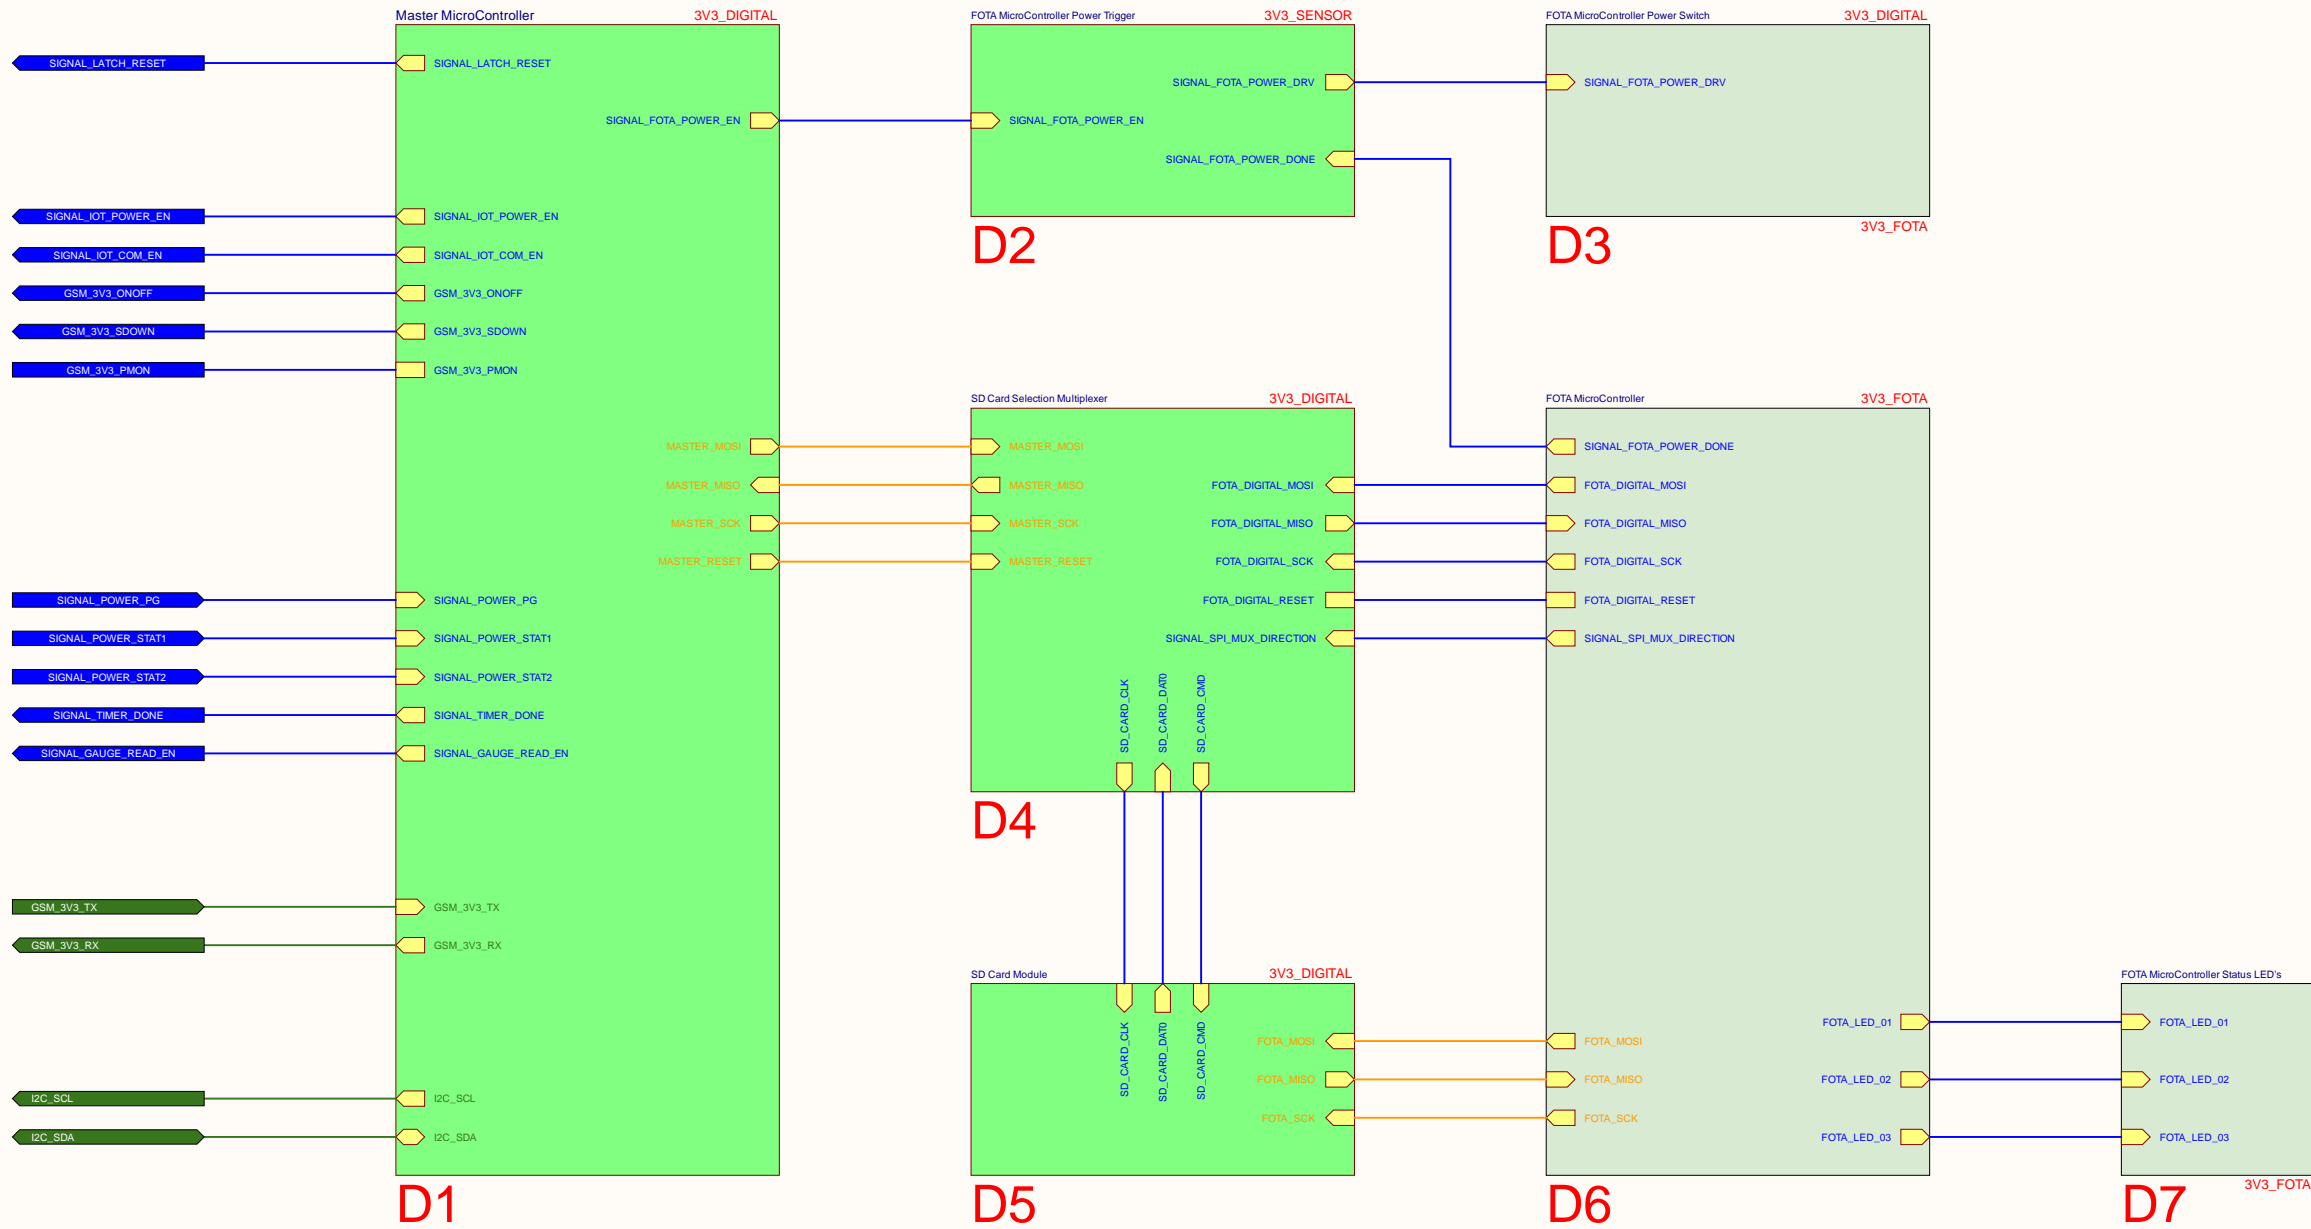 Master MicroController
3V3_DIGITAL
SIGNAL_LATCH_RESET
SIGNAL_LATCH_RESET
SIGNAL_FOTA_POWER_EN
SIGNAL_IOT_POWER_EN
SIGNAL_IOT_POWER_EN
SIGNAL_IOT_COM_EN
SIGNAL_IOT_COM_EN
GSM_3V3_ONOFF
GSM_3V3_ONOFF
GSM_3V3_SDOWN
GSM_3V3_SDOWN
GSM_3V3_PMON
GSM_3V3_PMON
MASTER_MOSI
MASTER_MISO
MASTER_SCK
MASTER_RESET
SIGNAL_POWER_PG
SIGNAL_POWER_PG
SIGNAL_POWER_STAT1
SIGNAL_POWER_STAT1
SIGNAL_POWER_STAT2
SIGNAL_POWER_STAT2
SIGNAL_TIMER_DONE
SIGNAL_TIMER_DONE
SIGNAL_GAUGE_READ_EN
SIGNAL_GAUGE_READ_EN
GSM_3V3_TX
GSM_3V3_TX
GSM_3V3_RX
GSM_3V3_RX
I2C_SCL
I2C_SCL
I2C_SDA
I2C_SDA
D1
FOTA MicroController Power Trigger
3V3_SENSOR
SIGNAL_FOTA_POWER_DRV
SIGNAL_FOTA_POWER_EN
SIGNAL_FOTA_POWER_DONE
D2
FOTA MicroController Power Switch
3V3_DIGITAL
SIGNAL_FOTA_POWER_DRV
3V3_FOTA
D3
SD Card Selection Multiplexer
3V3_DIGITAL
MASTER_MOSI
MASTER_MISO
MASTER_SCK
MASTER_RESET
FOTA_DIGITAL_MOSI
FOTA_DIGITAL_MISO
FOTA_DIGITAL_SCK
FOTA_DIGITAL_RESET
SIGNAL_SPI_MUX_DIRECTION
SD_CARD_CLK
SD_CARD_DAT0
SD_CARD_CMD
D4
SD Card Module
3V3_DIGITAL
SD_CARD_CLK
SD_CARD_DAT0
SD_CARD_CMD
FOTA_MOSI
FOTA_MISO
FOTA_SCK
D5
FOTA MicroController
3V3_FOTA
SIGNAL_FOTA_POWER_DONE
FOTA_DIGITAL_MOSI
FOTA_DIGITAL_MISO
FOTA_DIGITAL_SCK
FOTA_DIGITAL_RESET
SIGNAL_SPI_MUX_DIRECTION
FOTA_LED_01
FOTA_MOSI
FOTA_MISO
FOTA_LED_02
FOTA_SCK
FOTA_LED_03
D6
FOTA MicroController Status LED's
FOTA_LED_01
FOTA_LED_02
FOTA_LED_03
3V3_FOTA
D7